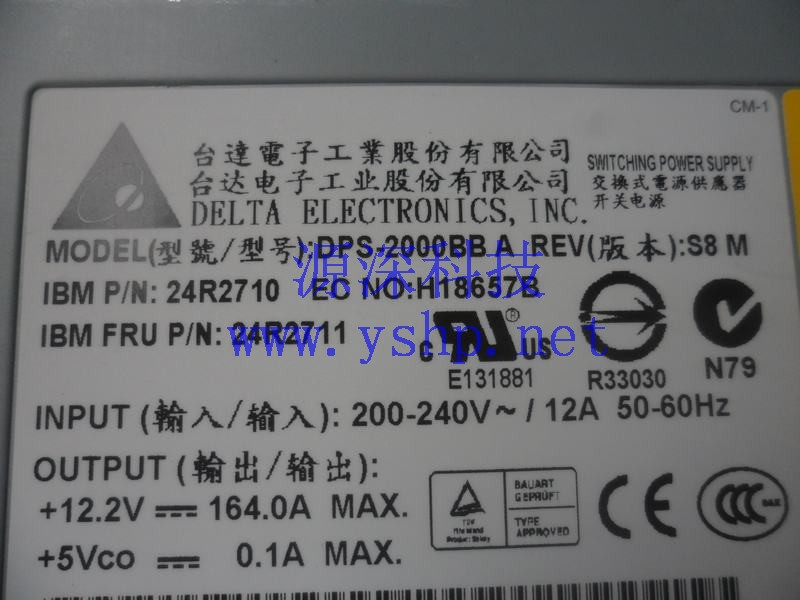 CM-1
台達電子工業股份有限公司
台达电子工业股份有限公司
DELTA ELECTRONICS, INC.
SWITCHING POWER SUPPLY
交換式電源供應器
开关电源
MODEL(型號/型号):DPS-2000BB A REV(版本):S8 M
源深科技
IBM P/N: 24R2710 EC NO:H18657B
IBM FRU P/N: 24R2711
www.yshp.net
c ® US
E131881
R33030
N79
INPUT (輸入/输入): 200-240V~ / 12A 50-60Hz
OUTPUT (輸出/输出):
+12.2V 164.0A MAX.
+5Vco 0.1A MAX.
BAUART
GEPRÜFT
TYPE
APPROVED
CE
CCC